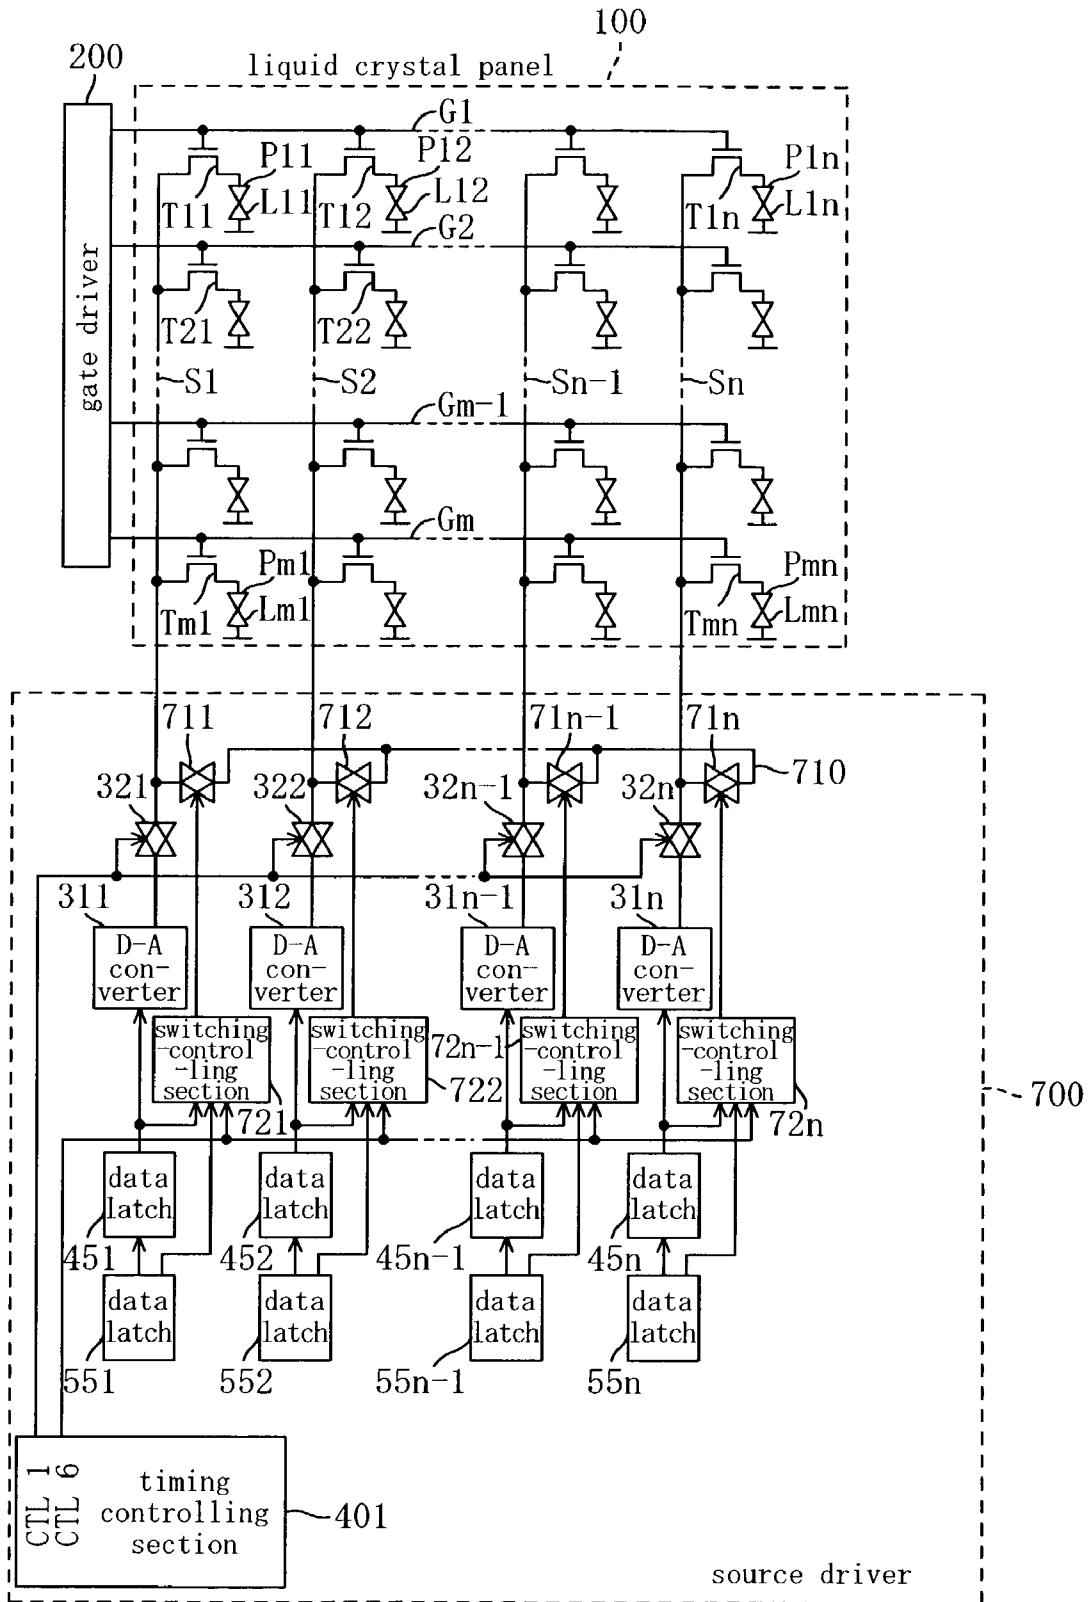 100
200
liquid crystal panel
G1
P11
P12
P1n
L11
L12
L1n
T11
T12
T1n
G2
T21
T22
gate driver
S1
S2
Sn-1
Sn
Gm-1
Gm
Pm1
Pmn
Tm1
Lm1
Tmn
Lmn
711
712
71n-1
71n
710
321
322
32n-1
32n
311
312
31n-1
31n
D-A
con-
verter
D-A
con-
verter
D-A
con-
verter
D-A
con-
verter
switching
-control
-ling
section
switching
-control
-ling
section
switching
-control
-ling
section
switching
-control
-ling
section
72n-1
721
722
72n
700
data
latch
data
latch
data
latch
data
latch
451
452
45n-1
45n
data
latch
data
latch
data
latch
data
latch
551
552
55n-1
55n
CTL 1
CTL 6
timing
controlling
section
401
source driver